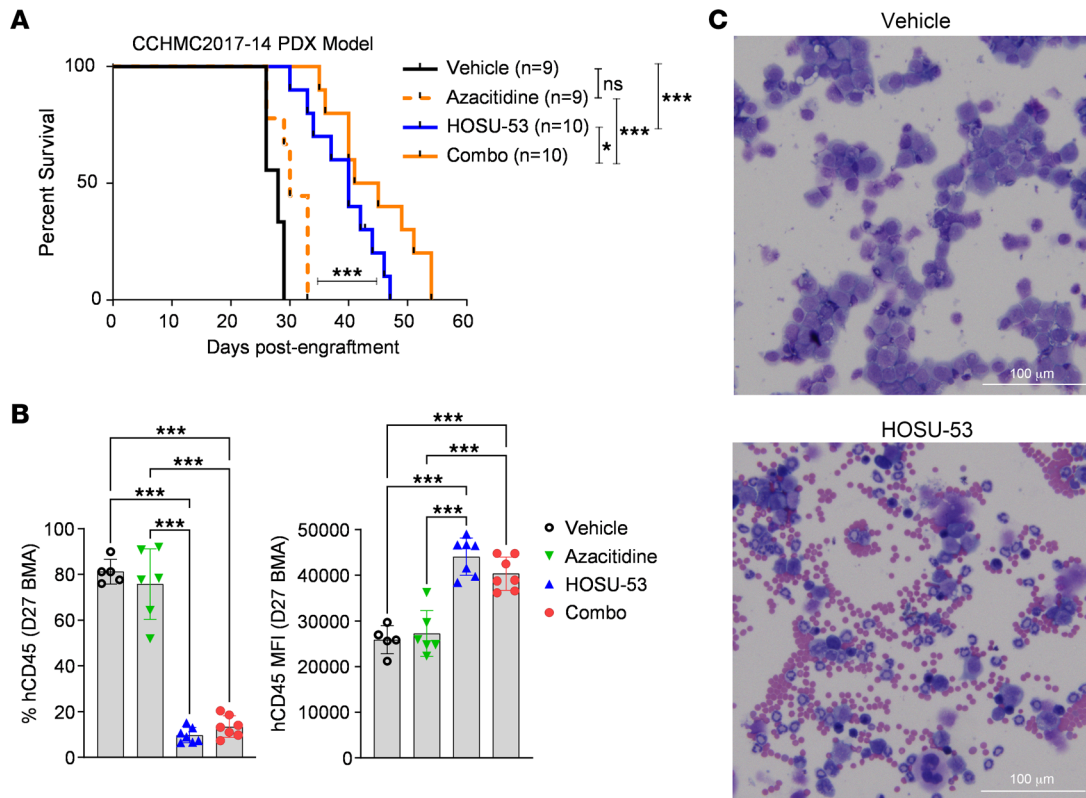 A
CCHMC2017-14 PDX Model
Percent Survival
100
50
0
0 10 20 30 40 50 60
Days post-engraftment
***
Vehicle (n=9)
Azacitidine (n=9)
HOSU-53 (n=10)
Combo (n=10)
ns
*
***
***
B
% hCD45 (D27 BMA)
100
80
60
40
20
0
***
***
***
***
hCD45 MFI (D27 BMA)
50000
40000
30000
20000
10000
0
***
***
***
***
Vehicle
Azacitidine
HOSU-53
Combo
C
Vehicle
100 μm
HOSU-53
100 μm